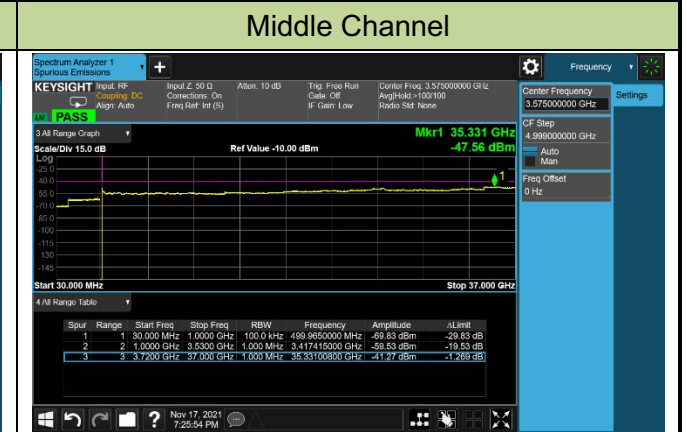 Middle Channel
Spectrum Analyzer 1
Spurious Emissions
Frequency
KEYSIGHT Input: RF Input Z: 50 Ω Atten: 10 dB Trig: Free Run Center Freq: 3.575000000 GHz
Coupling: DC Corrections: On Gate: Off Avg|Hold:>100/100
Align: Auto Freq Ref: Int (S) IF Gain: Low Radio Std: None
PASS
Center Frequency
3.575000000 GHz
Settings
CF Step
4.999000000 GHz
Auto
Man
Freq Offset
0 Hz
3 All Range Graph
Mkr1 35.331 GHz
Scale/Div 15.0 dB Ref Value -10.00 dBm -47.56 dBm
Log
-25.0
-40.0
-55.0
-70.0
-85.0
-100
-115
-130
-145
1
Start 30.000 MHz Stop 37.000 GHz
4 All Range Table
Spur Range Start Freq Stop Freq RBW Frequency Amplitude ΔLimit
1 1 30.000 MHz 1.0000 GHz 100.0 kHz 499.9650000 MHz -69.83 dBm -29.83 dB
2 2 1.0000 GHz 3.5300 GHz 1.000 MHz 3.417415000 GHz -59.53 dBm -19.53 dB
3 3 3.7200 GHz 37.000 GHz 1.000 MHz 35.33100800 GHz -41.27 dBm -1.269 dB
Nov 17, 2021
7:25:54 PM